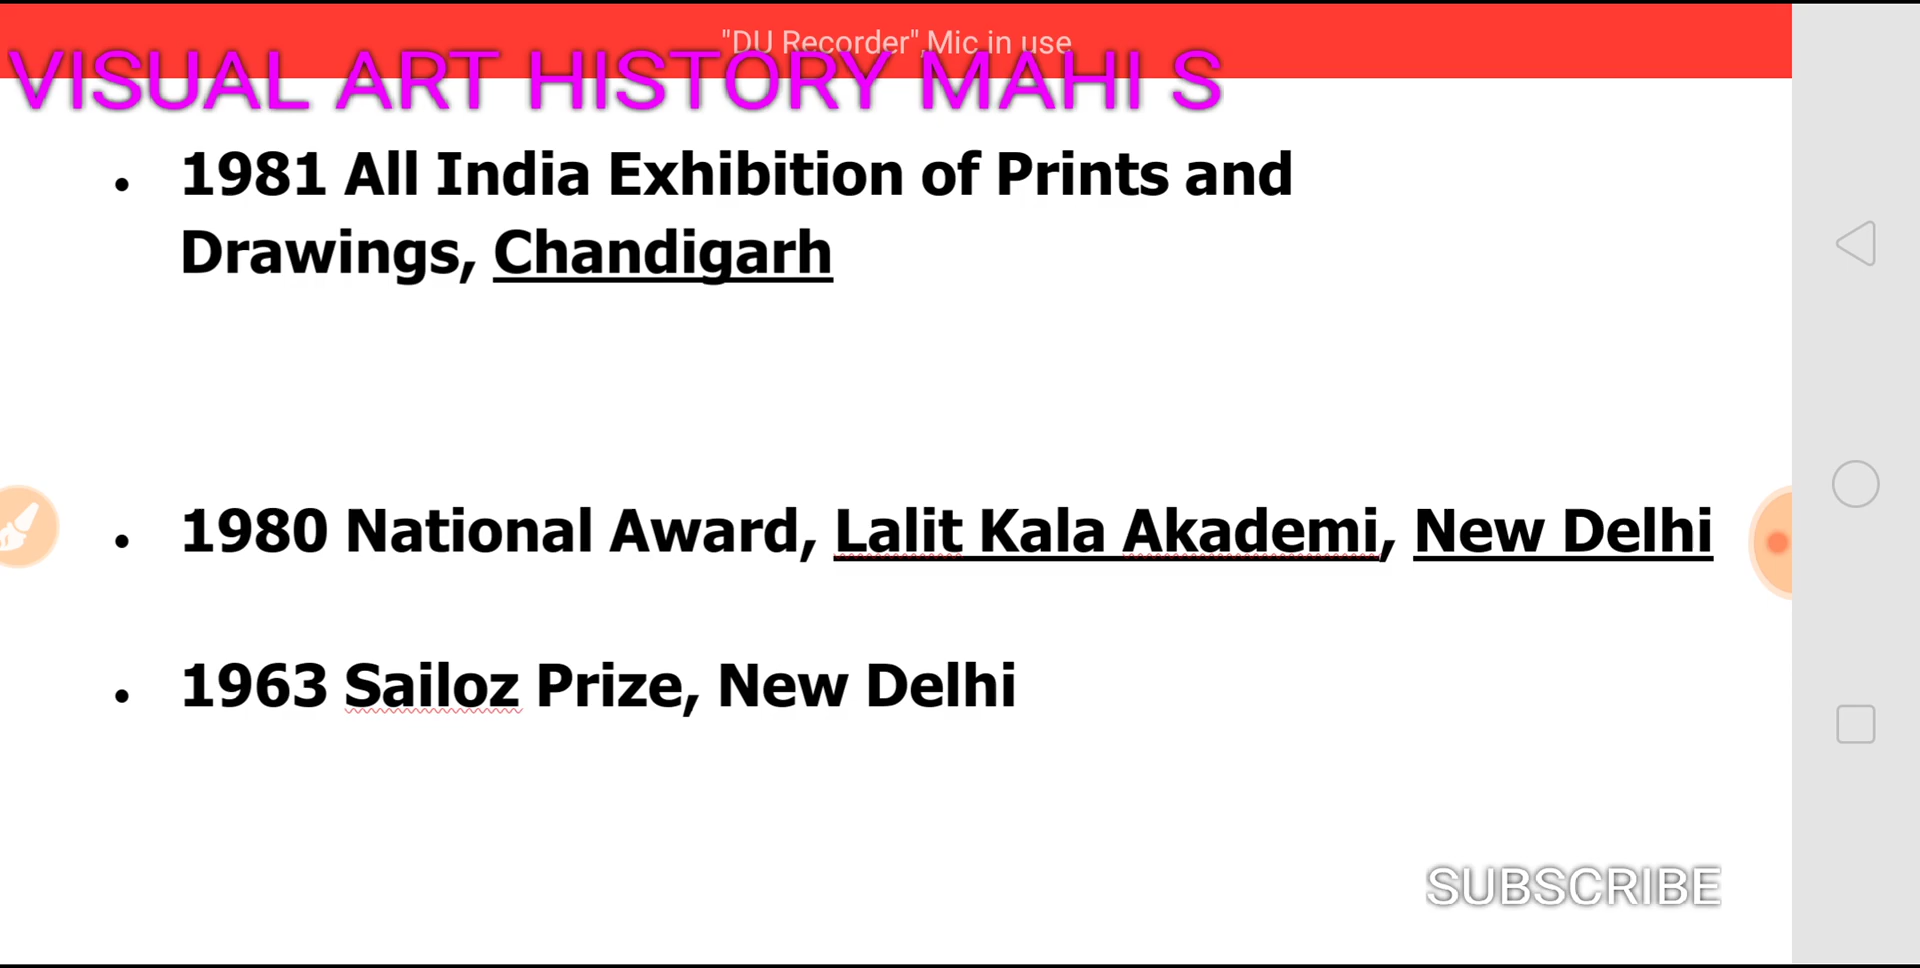 "DU Recorder",Mic in use
VISUAL ART HISTORY MAHI S
• 1981 All India Exhibition of Prints and
Drawings, Chandigarh
• 1980 National Award, Lalit Kala Akademi, New Delhi
• 1963 Sailoz Prize, New Delhi
SUBSCRIBE